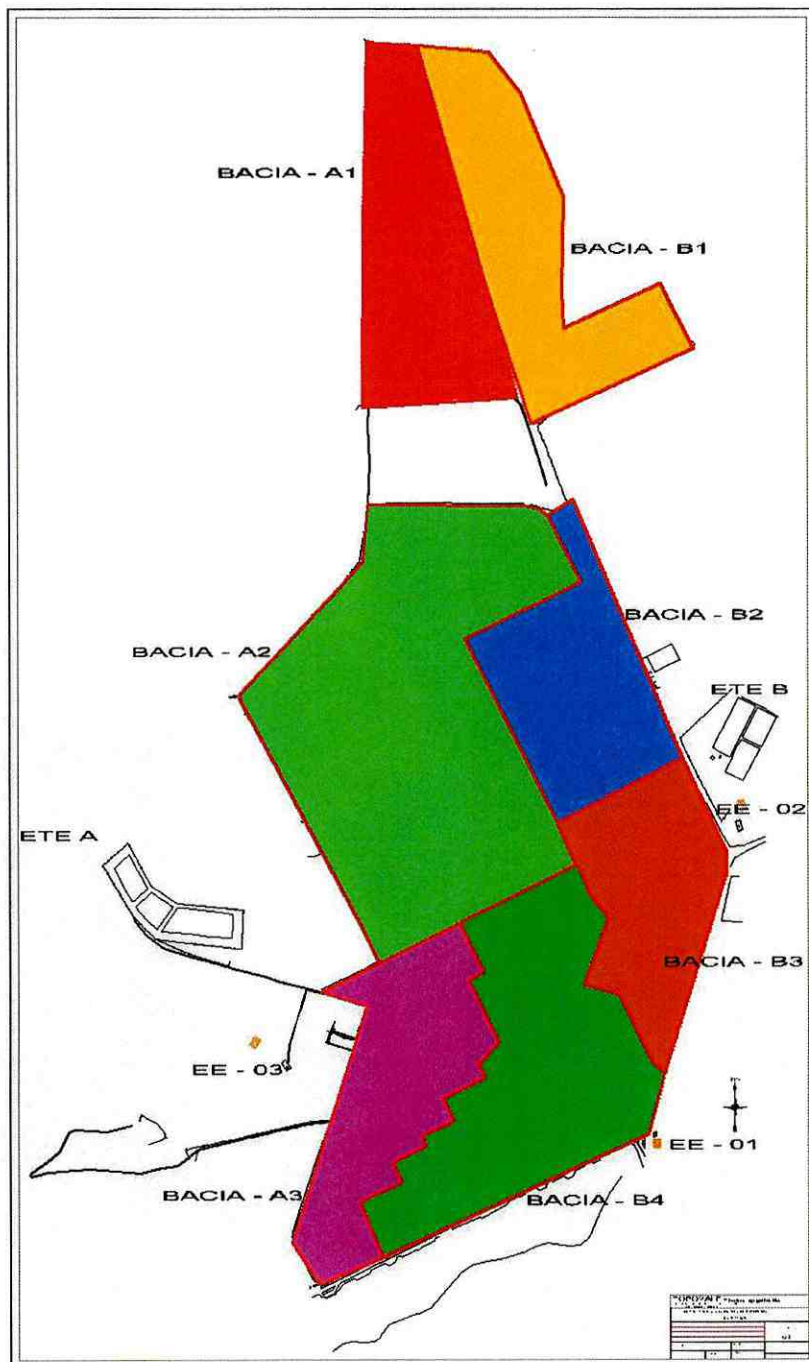 BACIA - A1
BACIA - B1
BACIA - B2
BACIA - A2
ETE B
EE - 02
ETE A
BACIA - B3
EE - 03
EE - 01
BACIA - A3
BACIA - B4